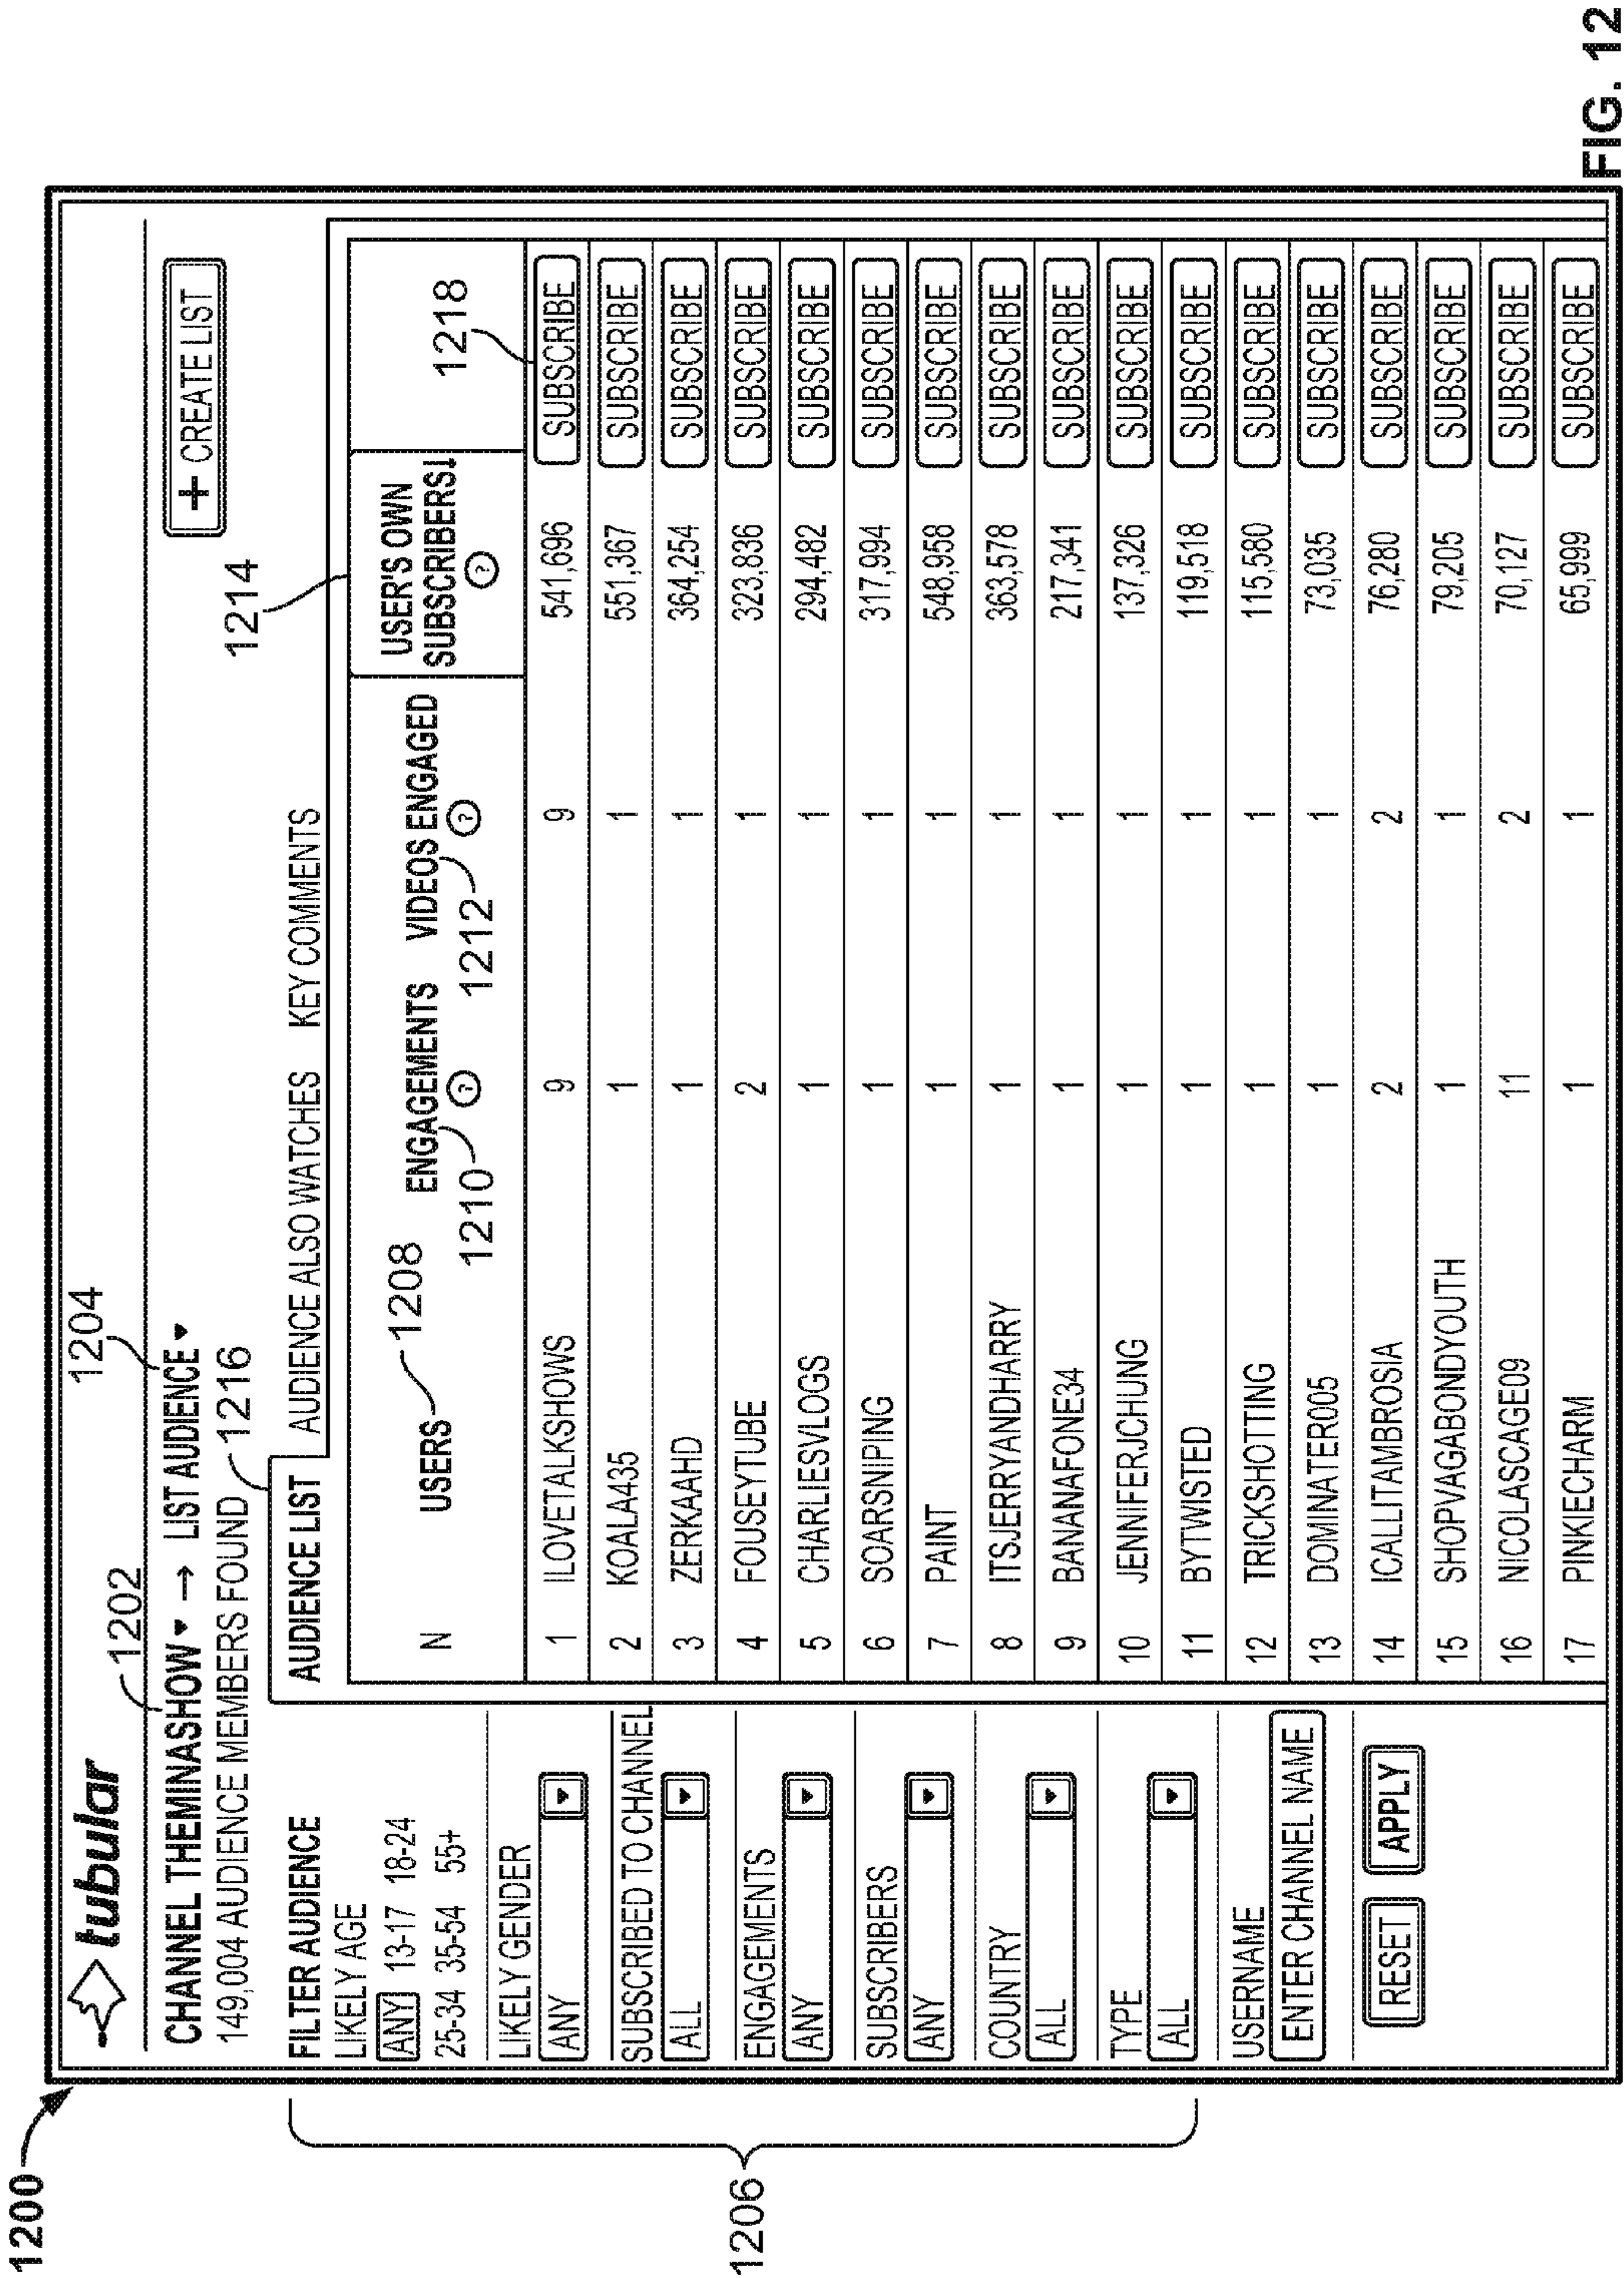 1200
tubular
1202
1204
CHANNEL THEMINASHOW ▾ → LIST AUDIENCE ▾
+ CREATE LIST
149,004 AUDIENCE MEMBERS FOUND
1216
1214
FILTER AUDIENCE
LIKELY AGE
ANY 13-17 18-24
25-34 35-54 55+
LIKELY GENDER
ANY
SUBSCRIBED TO CHANNEL
ALL
ENGAGEMENTS
ANY
SUBSCRIBERS
ANY
COUNTRY
ALL
TYPE
ALL
USERNAME
ENTER CHANNEL NAME
RESET APPLY
1206
AUDIENCE LIST AUDIENCE ALSO WATCHES KEY COMMENTS
N USERS 1208 ENGAGEMENTS ? 1210 VIDEOS ENGAGED ? 1212 USER'S OWN SUBSCRIBERS↓ ? 1218
1 ILOVETALKSHOWS 9 9 541,696 SUBSCRIBE
2 KOALA435 1 1 551,367 SUBSCRIBE
3 ZERKAAHD 1 1 364,254 SUBSCRIBE
4 FOUSEYTUBE 2 1 323,836 SUBSCRIBE
5 CHARLIESVLOGS 1 1 294,482 SUBSCRIBE
6 SOARSNIPING 1 1 317,994 SUBSCRIBE
7 PAINT 1 1 548,958 SUBSCRIBE
8 ITSJERRYANDHARRY 1 1 363,578 SUBSCRIBE
9 BANANAFONE34 1 1 217,341 SUBSCRIBE
10 JENNIFERJCHUNG 1 1 137,326 SUBSCRIBE
11 BYTWISTED 1 1 119,518 SUBSCRIBE
12 TRICKSHOTTING 1 1 115,580 SUBSCRIBE
13 DOMINATER005 1 1 73,035 SUBSCRIBE
14 ICALLITAMBROSIA 2 2 76,280 SUBSCRIBE
15 SHOPVAGABONDYOUTH 1 1 79,205 SUBSCRIBE
16 NICOLASCAGE09 11 2 70,127 SUBSCRIBE
17 PINKIECHARM 1 1 65,999 SUBSCRIBE
FIG. 12